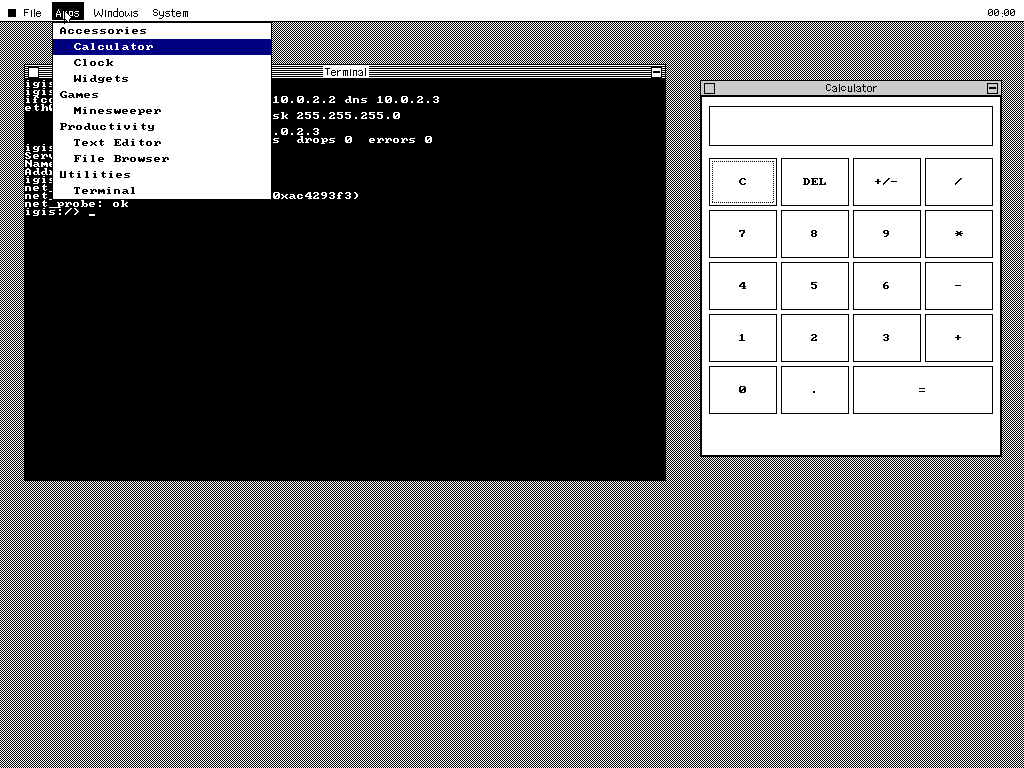 File Apps Windows System 00:00
Accessories
Calculator
Clock
Widgets
Games
Minesweeper
Productivity
Text Editor
File Browser
Utilities
Terminal
Terminal
10.0.2.2 dns 10.0.2.3
sk 255.255.255.0
.0.2.3
s drops 0 errors 0
0xac4293f3)
net_probe: ok
igis:/> _
Calculator
C DEL +/- /
7 8 9 *
4 5 6 -
1 2 3 +
0 . =